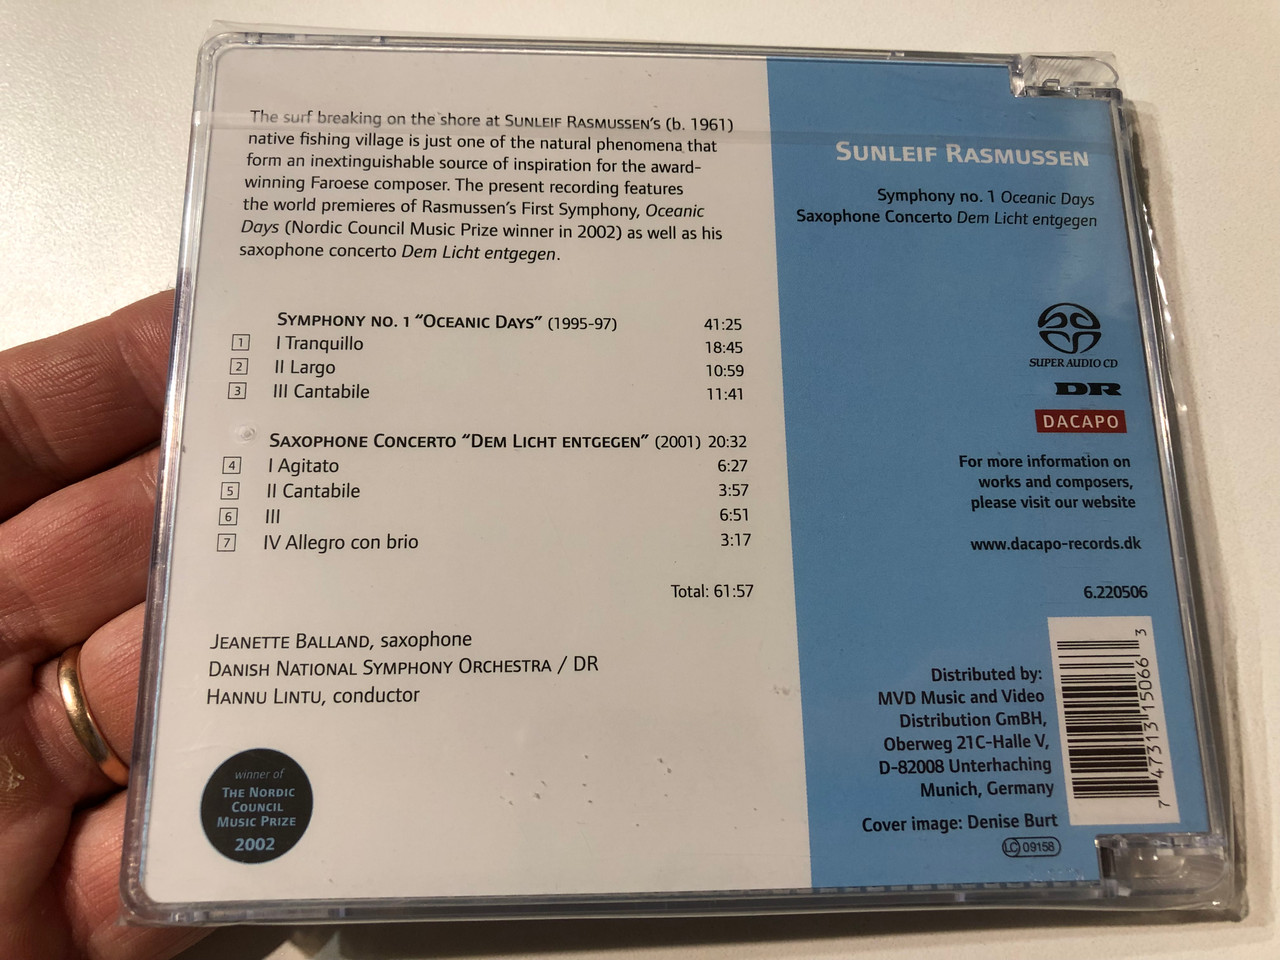 The surf breaking on the shore at SUNLEIF RASMUSSEN's (b. 1961)
native fishing village is just one of the natural phenomena that
form an inextinguishable source of inspiration for the award-
winning Faroese composer. The present recording features
the world premieres of Rasmussen's First Symphony, Oceanic
Days (Nordic Council Music Prize winner in 2002) as well as his
saxophone concerto Dem Licht entgegen.
SYMPHONY NO. 1 "OCEANIC DAYS" (1995-97) 41:25
1 I Tranquillo 18:45
2 II Largo 10:59
3 III Cantabile 11:41
SAXOPHONE CONCERTO "DEM LICHT ENTGEGEN" (2001) 20:32
4 I Agitato 6:27
5 II Cantabile 3:57
6 III 6:51
7 IV Allegro con brio 3:17
Total: 61:57
JEANETTE BALLAND, saxophone
DANISH NATIONAL SYMPHONY ORCHESTRA / DR
HANNU LINTU, conductor
winner of
THE NORDIC
COUNCIL
MUSIC PRIZE
2002
SUNLEIF RASMUSSEN
Symphony no. 1 Oceanic Days
Saxophone Concerto Dem Licht entgegen
SUPER AUDIO CD
DR
DACAPO
For more information on
works and composers,
please visit our website
www.dacapo-records.dk
6.220506
Distributed by:
MVD Music and Video
Distribution GmBH,
Oberweg 21C-Halle V,
D-82008 Unterhaching
Munich, Germany
Cover image: Denise Burt
LC 09158
7 47313 15066 3